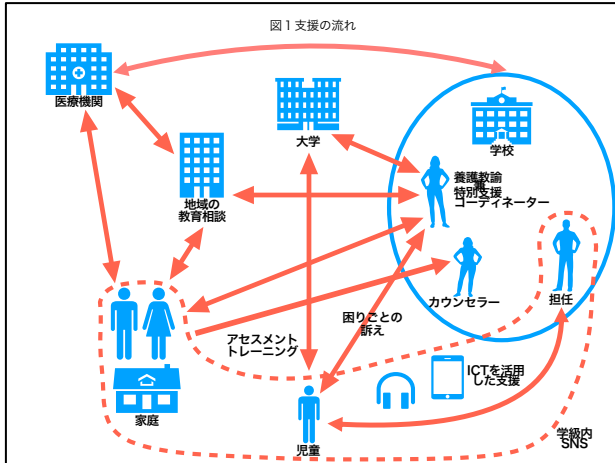 図１支援の流れ
医療機関
大学
学校
地域の
教育相談
養護教諭
兼
特別支援
コーディネーター
カウンセラー
担任
アセスメント
トレーニング
困りごとの
訴え
ICTを活用
した支援
家庭
児童
学級内
SNS